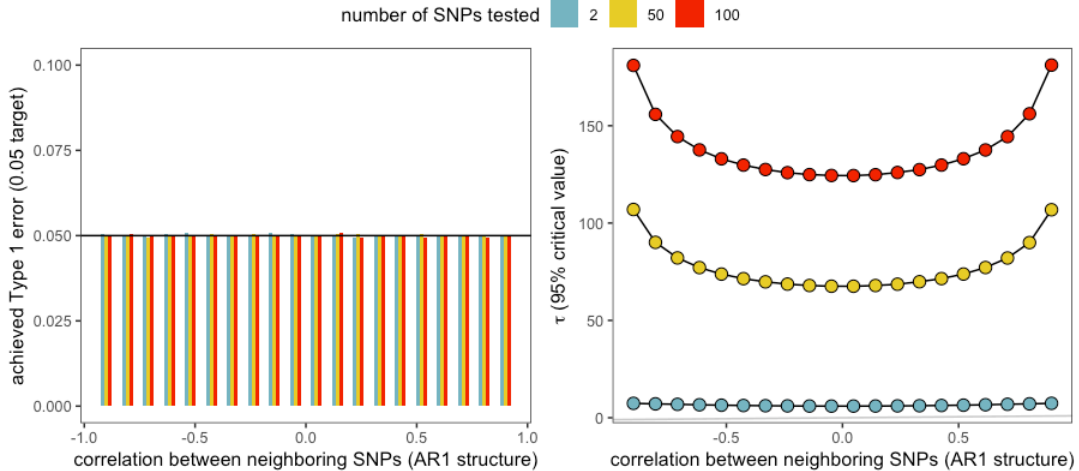 number of SNPs tested 2 50 100
achieved Type 1 error (0.05 target)
0.100
0.075
0.050
0.025
0.000
-1.0 -0.5 0.0 0.5 1.0
correlation between neighboring SNPs (AR1 structure)
τ (95% critical value)
150
100
50
0
-0.5 0.0 0.5
correlation between neighboring SNPs (AR1 structure)